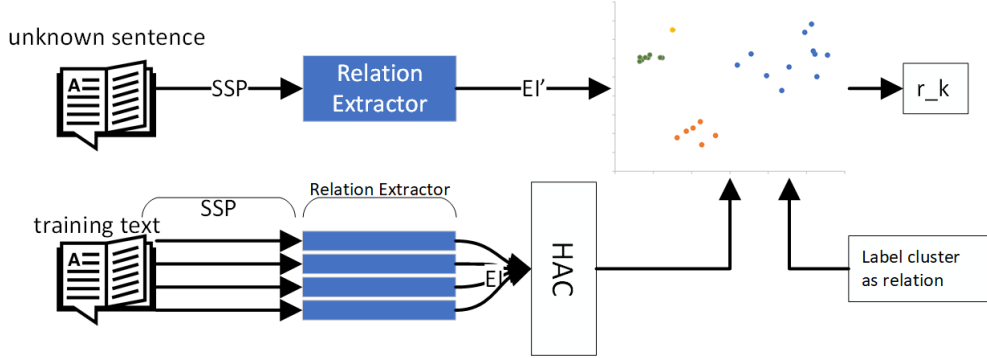 unknown sentence
A
SSP
Relation
Extractor
EI’
r_k
Relation Extractor
SSP
training text
A
EI
HAC
Label cluster
as relation